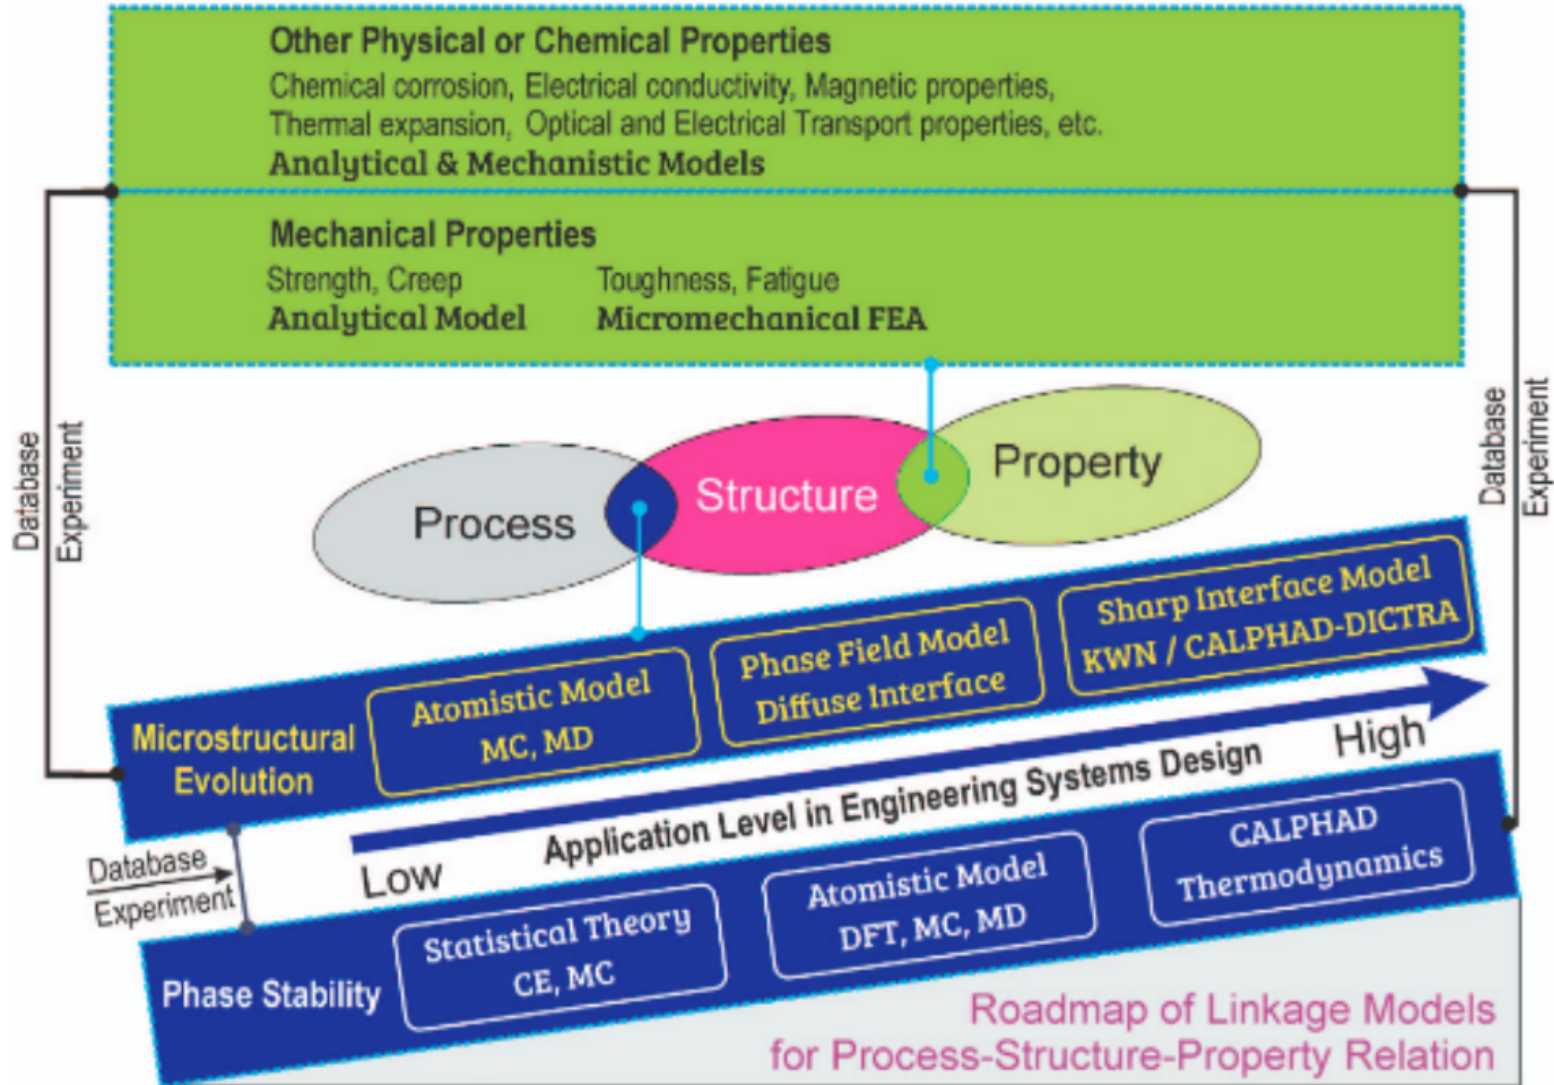 Other Physical or Chemical Properties
Chemical corrosion, Electrical conductivity, Magnetic properties,
Thermal expansion, Optical and Electrical Transport properties, etc.
Analytical & Mechanistic Models
Mechanical Properties
Strength, Creep
Toughness, Fatigue
Analytical Model
Micromechanical FEA
Database
Experiment
Database
Experiment
Process
Structure
Property
Microstructural
Evolution
Atomistic Model
MC, MD
Phase Field Model
Diffuse Interface
Sharp Interface Model
KWN / CALPHAD-DICTRA
Low
Application Level in Engineering Systems Design
High
Database
Experiment
Phase Stability
Statistical Theory
CE, MC
Atomistic Model
DFT, MC, MD
CALPHAD
Thermodynamics
Roadmap of Linkage Models
for Process-Structure-Property Relation